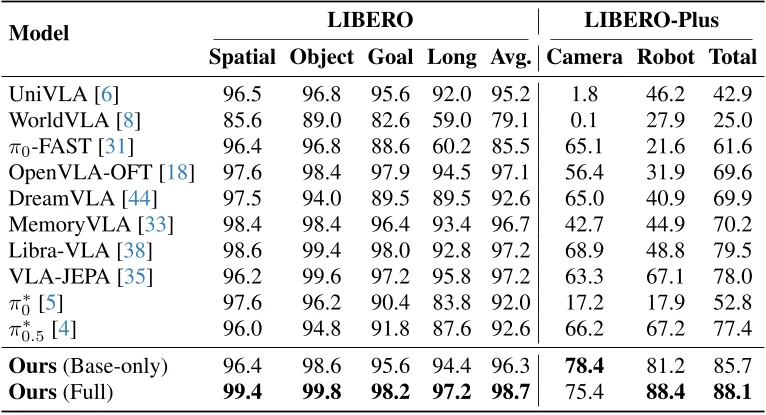 Model LIBERO LIBERO-Plus
Spatial Object Goal Long Avg. Camera Robot Total
UniVLA [6] 96.5 96.8 95.6 92.0 95.2 1.8 46.2 42.9
WorldVLA [8] 85.6 89.0 82.6 59.0 79.1 0.1 27.9 25.0
π0-FAST [31] 96.4 96.8 88.6 60.2 85.5 65.1 21.6 61.6
OpenVLA-OFT [18] 97.6 98.4 97.9 94.5 97.1 56.4 31.9 69.6
DreamVLA [44] 97.5 94.0 89.5 89.5 92.6 65.0 40.9 69.9
MemoryVLA [33] 98.4 98.4 96.4 93.4 96.7 42.7 44.9 70.2
Libra-VLA [38] 98.6 99.4 98.0 92.8 97.2 68.9 48.8 79.5
VLA-JEPA [35] 96.2 99.6 97.2 95.8 97.2 63.3 67.1 78.0
π0* [5] 97.6 96.2 90.4 83.8 92.0 17.2 17.9 52.8
π0.5* [4] 96.0 94.8 91.8 87.6 92.6 66.2 67.2 77.4
Ours (Base-only) 96.4 98.6 95.6 94.4 96.3 78.4 81.2 85.7
Ours (Full) 99.4 99.8 98.2 97.2 98.7 75.4 88.4 88.1